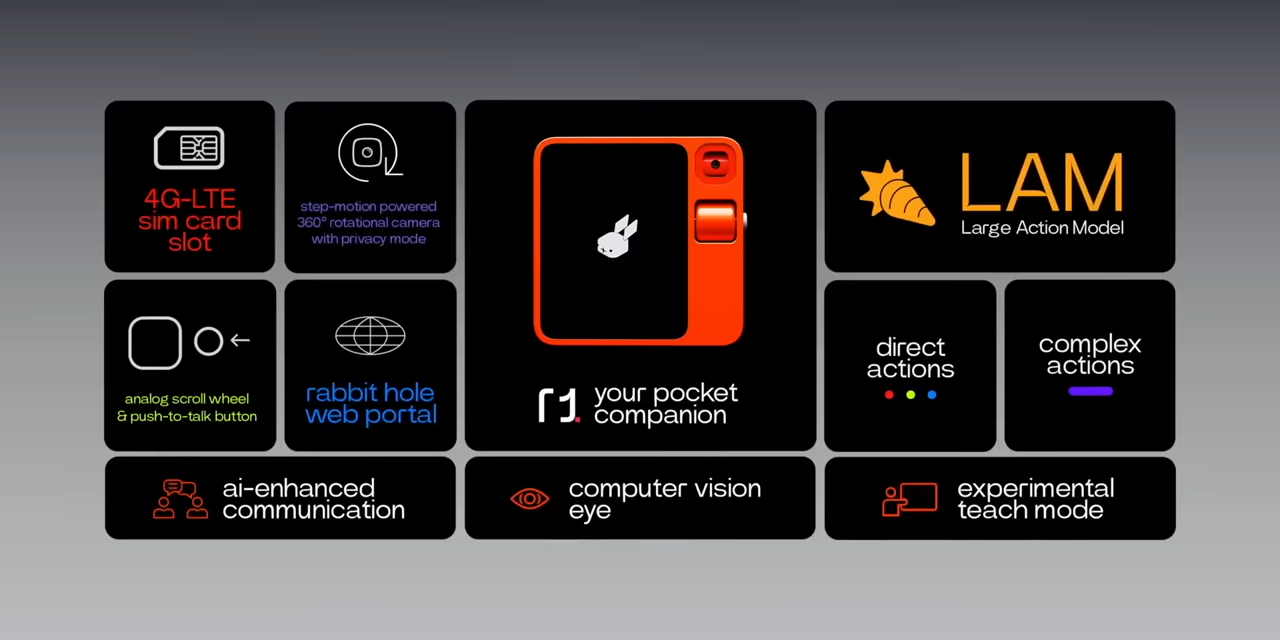 4G-LTE
sim card
slot
step-motion powered
360° rotational camera
with privacy mode
analog scroll wheel
& push-to-talk button
rabbit hole
web portal
r1.
your pocket
companion
LAM
Large Action Model
direct
actions
complex
actions
ai-enhanced
communication
computer vision
eye
experimental
teach mode